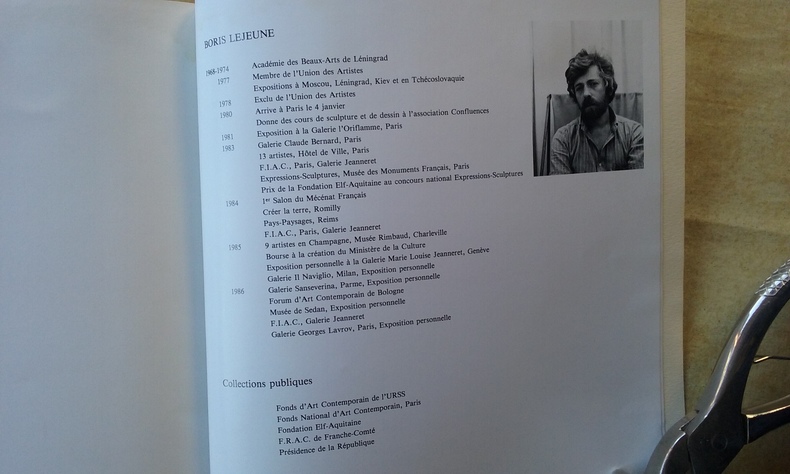 BORIS LEJEUNE
1968-1974 Académie des Beaux-Arts de Léningrad
1977 Membre de l'Union des Artistes
Expositions à Moscou, Léningrad, Kiev et en Tchécoslovaquie
1978 Exclu de l'Union des Artistes
1980 Arrive à Paris le 4 janvier
Donne des cours de sculpture et de dessin à l'association Confluences
1981 Exposition à la Galerie l'Oriflamme, Paris
1983 Galerie Claude Bernard, Paris
13 artistes, Hôtel de Ville, Paris
F.I.A.C., Paris, Galerie Jeanneret
Expressions-Sculptures, Musée des Monuments Français, Paris
Prix de la Fondation Elf-Aquitaine au concours national Expressions-Sculptures
1984 1er Salon du Mécénat Français
Créer la terre, Romilly
Pays-Paysages, Reims
F.I.A.C., Paris, Galerie Jeanneret
1985 9 artistes en Champagne, Musée Rimbaud, Charleville
Bourse à la création du Ministère de la Culture
Exposition personnelle à la Galerie Marie Louise Jeanneret, Genève
Galerie Il Naviglio, Milan, Exposition personnelle
1986 Galerie Sanseverina, Parme, Exposition personnelle
Forum d'Art Contemporain de Bologne
Musée de Sedan, Exposition personnelle
F.I.A.C., Galerie Jeanneret
Galerie Georges Lavrov, Paris, Exposition personnelle
Collections publiques
Fonds d'Art Contemporain de l'URSS
Fonds National d'Art Contemporain, Paris
Fondation Elf-Aquitaine
F.R.A.C. de Franche-Comté
Présidence de la République